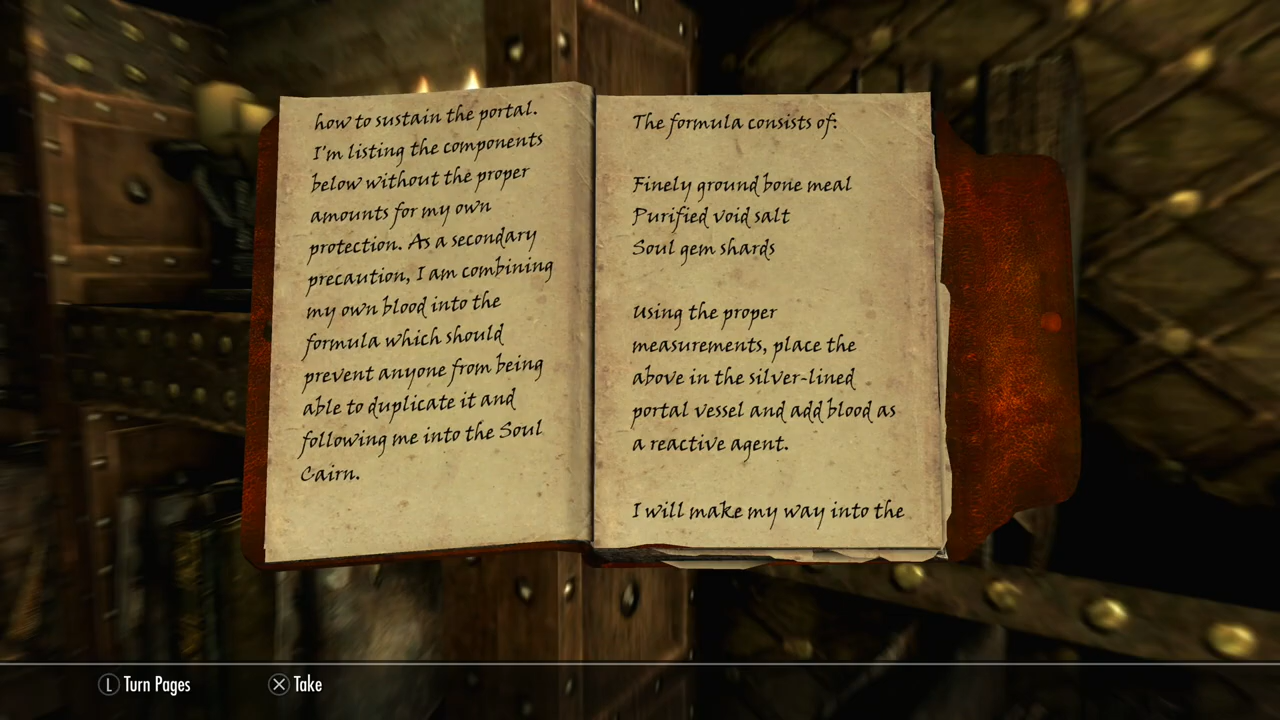 how to sustain the portal.
I'm listing the components
below without the proper
amounts for my own
protection. As a secondary
precaution, I am combining
my own blood into the
formula which should
prevent anyone from being
able to duplicate it and
following me into the Soul
Cairn.
The formula consists of:
Finely ground bone meal
Purified void salt
Soul gem shards
Using the proper
measurements, place the
above in the silver-lined
portal vessel and add blood as
a reactive agent.
I will make my way into the
L Turn Pages
X Take